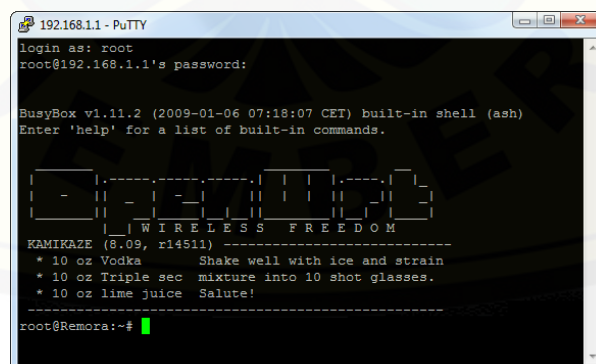 192.168.1.1 - PuTTY
login as: root
root@192.168.1.1's password:
BusyBox v1.11.2 (2009-01-06 07:18:07 CET) built-in shell (ash)
Enter 'help' for a list of built-in commands.
OpenWrt
W I R E L E S S   F R E E D O M
KAMIKAZE (8.09, r14511) ----------------------------
* 10 oz Vodka       Shake well with ice and strain
* 10 oz Triple sec  mixture into 10 shot glasses.
* 10 oz lime juice  Salute!
---------------------------------------------------
root@Remora:~#